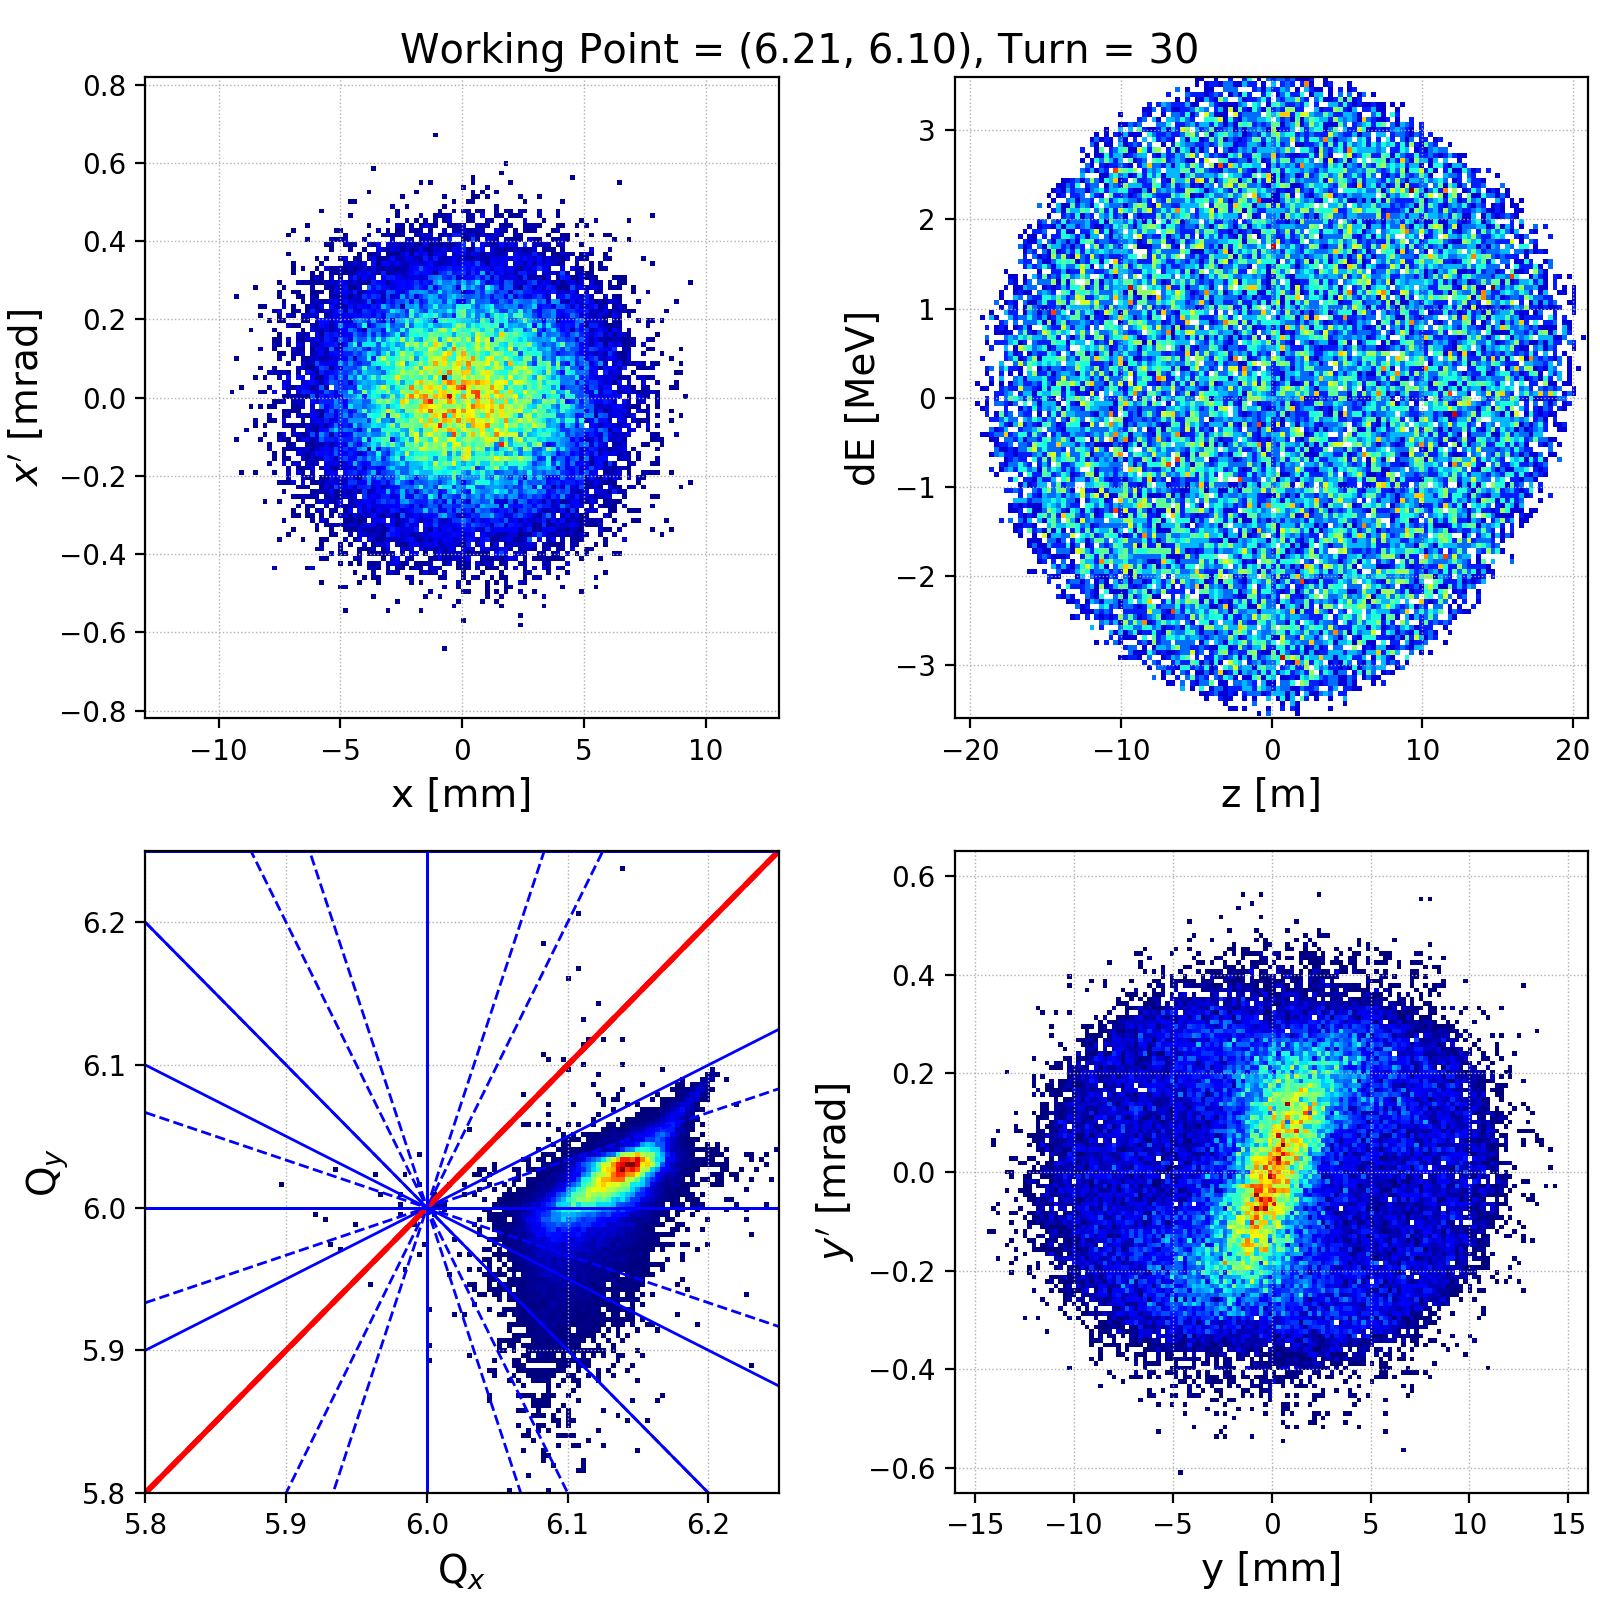 Working Point = (6.21, 6.10), Turn = 30
0.8
0.6
0.4
0.2
0.0
−0.2
−0.4
−0.6
−0.8
x′ [mrad]
−10 −5 0 5 10
x [mm]
3
2
1
0
−1
−2
−3
dE [MeV]
−20 −10 0 10 20
z [m]
6.2
6.1
6.0
5.9
5.8
Qy
5.8 5.9 6.0 6.1 6.2
Qx
0.6
0.4
0.2
0.0
−0.2
−0.4
−0.6
y′ [mrad]
−15 −10 −5 0 5 10 15
y [mm]